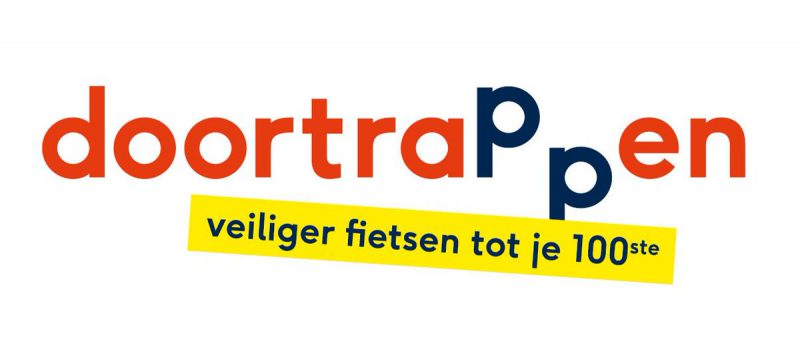 doortrappen
veiliger fietsen tot je 100ste